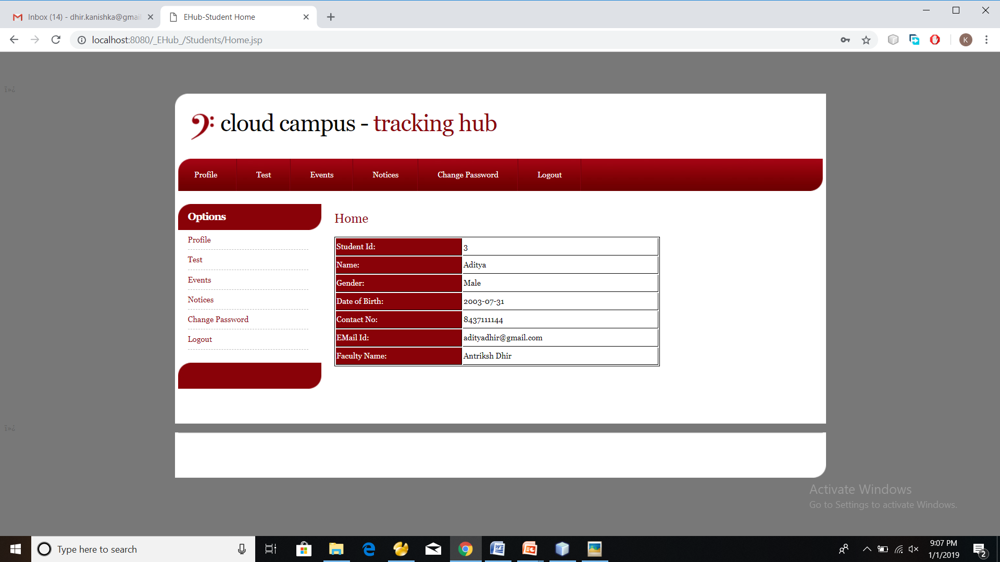 Inbox (14) - dhir.kanishka@gmai
EHub-Student Home
localhost:8080/_EHub_/Students/Home.jsp
K
ï»¿
cloud campus - tracking hub
Profile Test Events Notices Change Password Logout
Options
Profile
Test
Events
Notices
Change Password
Logout
Home
Student Id: 3
Name: Aditya
Gender: Male
Date of Birth: 2003-07-31
Contact No: 8437111144
EMail Id: adityadhir@gmail.com
Faculty Name: Antriksh Dhir
ï»¿
Activate Windows
Go to Settings to activate Windows.
Type here to search
9:07 PM
1/1/2019
2